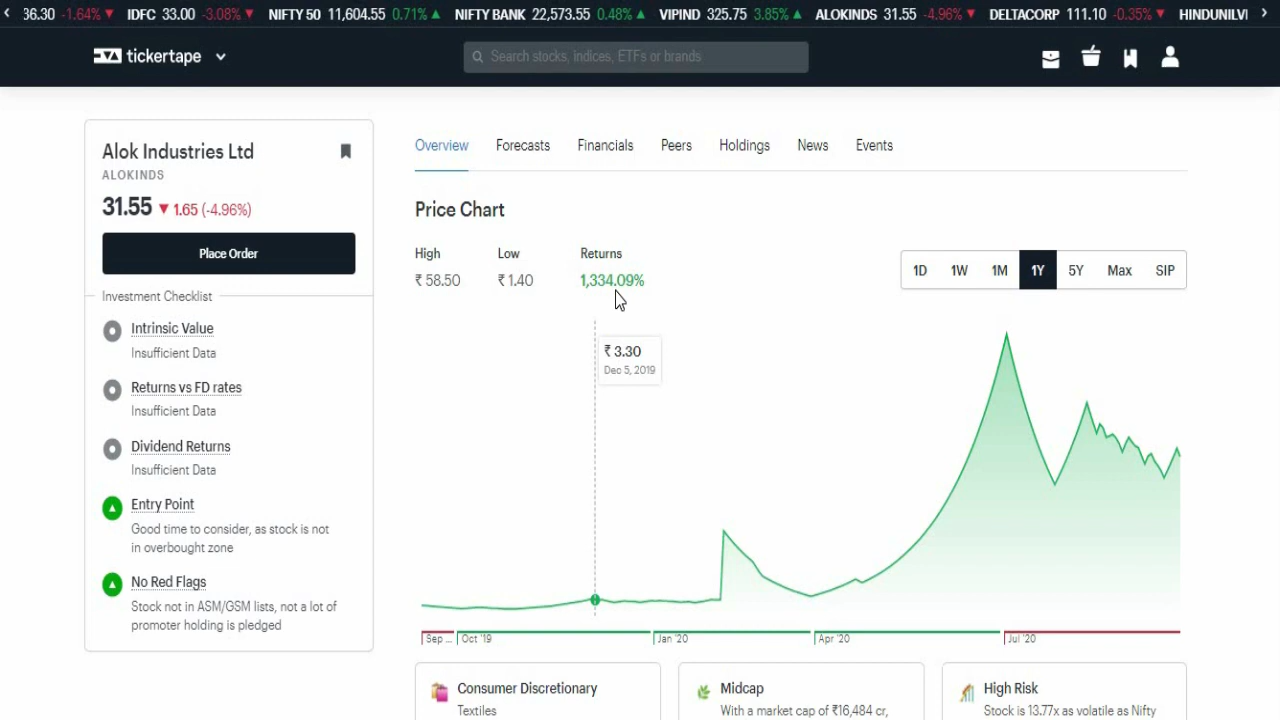 36.30 -1.64% IDFC 33.00 -3.08% NIFTY 50 11,604.55 0.71% NIFTY BANK 22,573.55 0.48% VIPIND 325.75 3.85% ALOKINDS 31.55 -4.96% DELTACORP 111.10 -0.35% HINDUNILVI
tickertape
Search stocks, indices, ETFs or brands
Alok Industries Ltd
ALOKINDS
31.55 1.65 (-4.96%)
Place Order
Investment Checklist
Intrinsic Value
Insufficient Data
Returns vs FD rates
Insufficient Data
Dividend Returns
Insufficient Data
Entry Point
Good time to consider, as stock is not
in overbought zone
No Red Flags
Stock not in ASM/GSM lists, not a lot of
promoter holding is pledged
Overview Forecasts Financials Peers Holdings News Events
Price Chart
High Low Returns
₹ 58.50 ₹ 1.40 1,334.09%
1D 1W 1M 1Y 5Y Max SIP
₹ 3.30
Dec 5, 2019
Sep ... Oct '19 Jan '20 Apr '20 Jul '20
Consumer Discretionary
Textiles
Midcap
With a market cap of ₹16,484 cr,
High Risk
Stock is 13.77x as volatile as Nifty